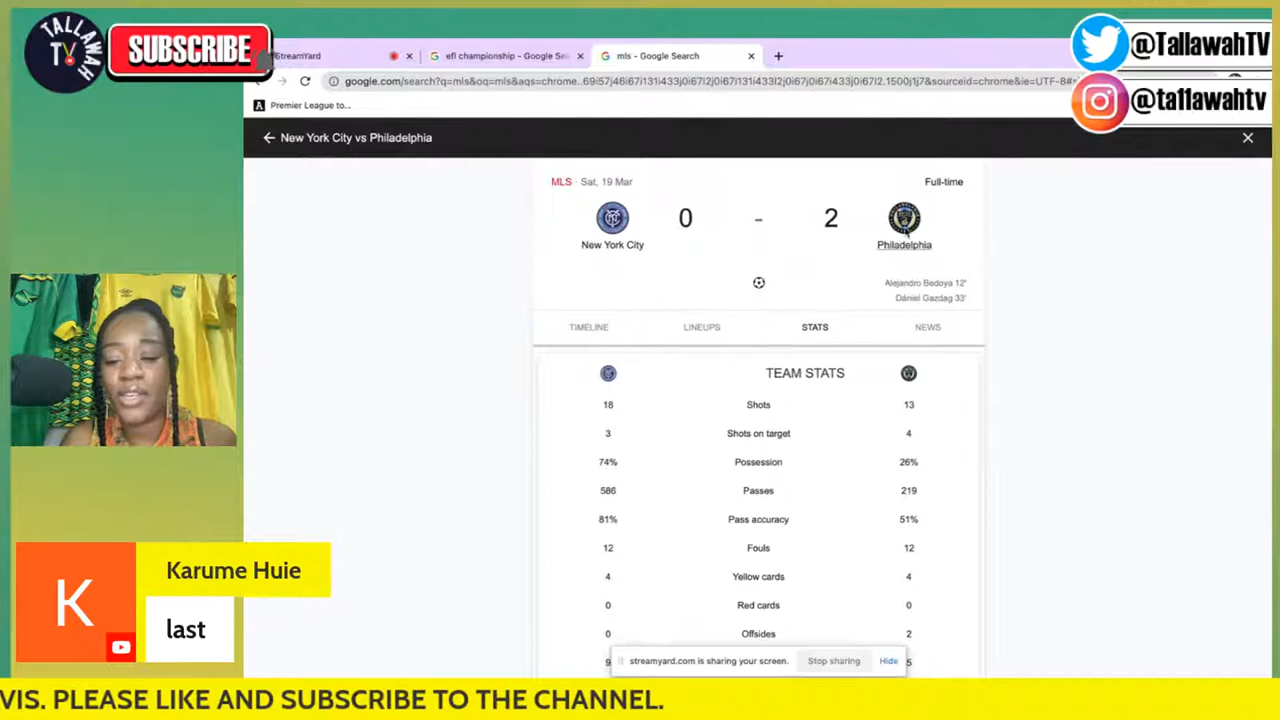 TALLAWAH
TV
SUBSCRIBE
StreamYard
efl championship - Google Sea
mls - Google Search
@TallawahTV
google.com/search?q=mls&oq=mls&aqs=chrome..69i57j46i67i131i433j0i67l2j0i67i131i433l2j0i67i433j0i67l2.1500j1j7&sourceid=chrome&ie=UTF-8#
@tallawahtv
A Premier League to...
New York City vs Philadelphia
MLS · Sat, 19 Mar
Full-time
0 - 2
New York City
Philadelphia
Alejandro Bedoya 12'
Dániel Gazdag 33'
TIMELINE LINEUPS STATS NEWS
TEAM STATS
18 Shots 13
3 Shots on target 4
74% Possession 26%
586 Passes 219
81% Pass accuracy 51%
12 Fouls 12
4 Yellow cards 4
0 Red cards 0
0 Offsides 2
9 5
streamyard.com is sharing your screen. Stop sharing Hide
K
Karume Huie
last
VIS. PLEASE LIKE AND SUBSCRIBE TO THE CHANNEL.